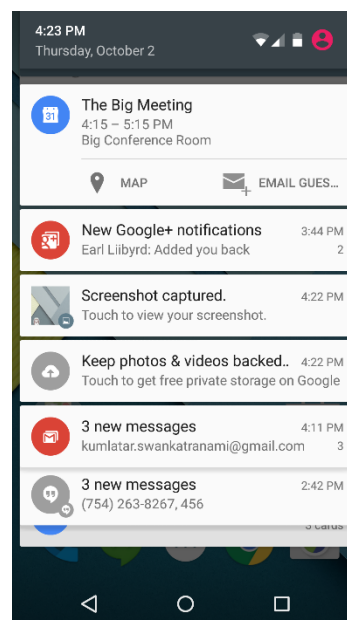 4:23 PM
Thursday, October 2
31
The Big Meeting
4:15 – 5:15 PM
Big Conference Room
MAP
EMAIL GUES...
New Google+ notifications 3:44 PM
Earl Liibyrd: Added you back 2
Screenshot captured. 4:22 PM
Touch to view your screenshot.
Keep photos & videos backed.. 4:22 PM
Touch to get free private storage on Google
3 new messages 4:11 PM
kumlatar.swankatranami@gmail.com 3
3 new messages 2:42 PM
(754) 263-8267, 456
3 cards